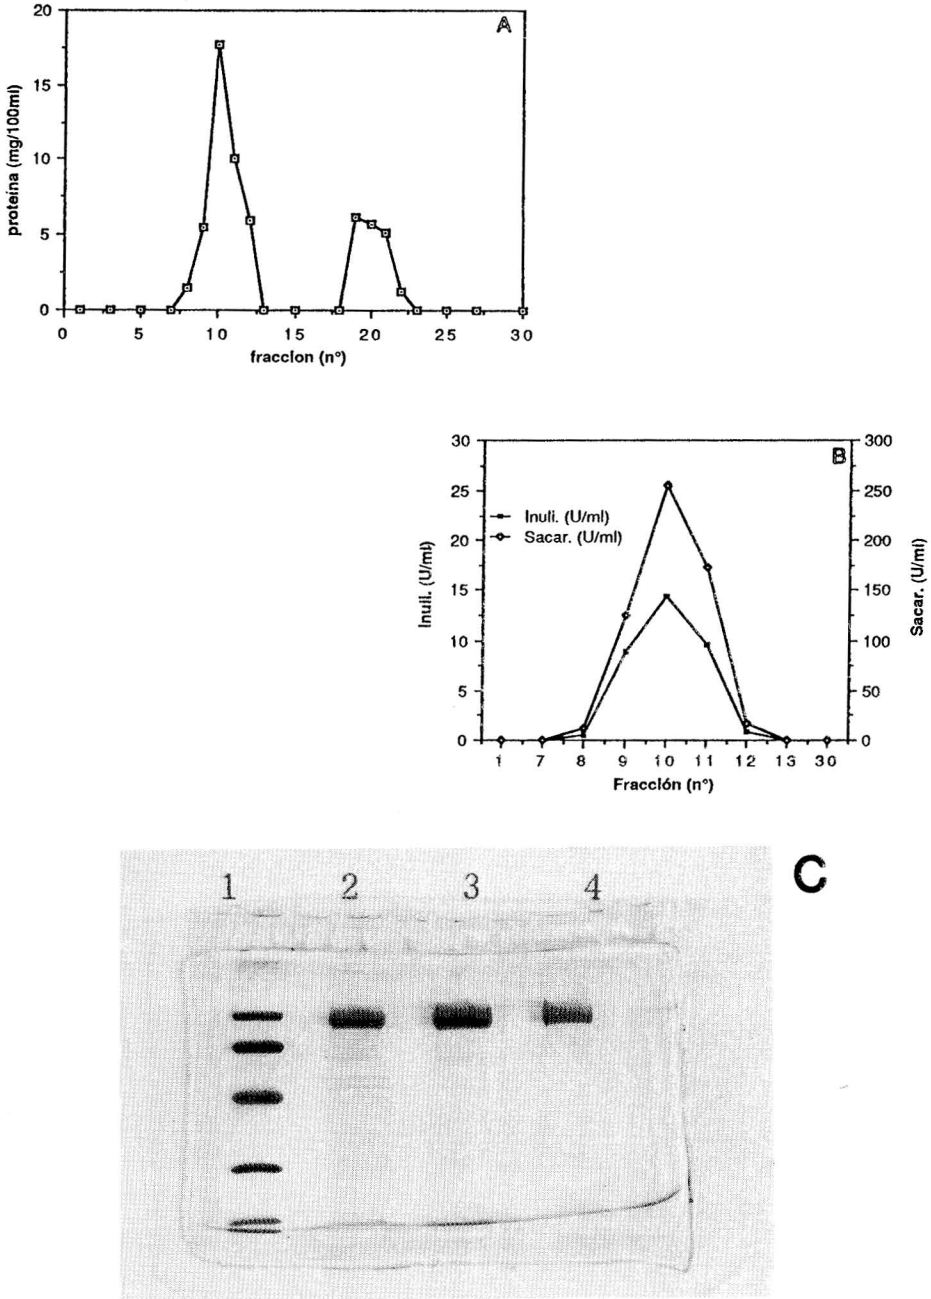 A
20
15
10
5
0
proteína (mg/100ml)
0 5 10 15 20 25 30
fraccion (n°)
B
30
25
20
15
10
5
0
Inuli. (U/ml)
Inuli. (U/ml)
Sacar. (U/ml)
300
250
200
150
100
50
0
Sacar. (U/ml)
1 7 8 9 10 11 12 13 30
Fracción (n°)
C
1 2 3 4